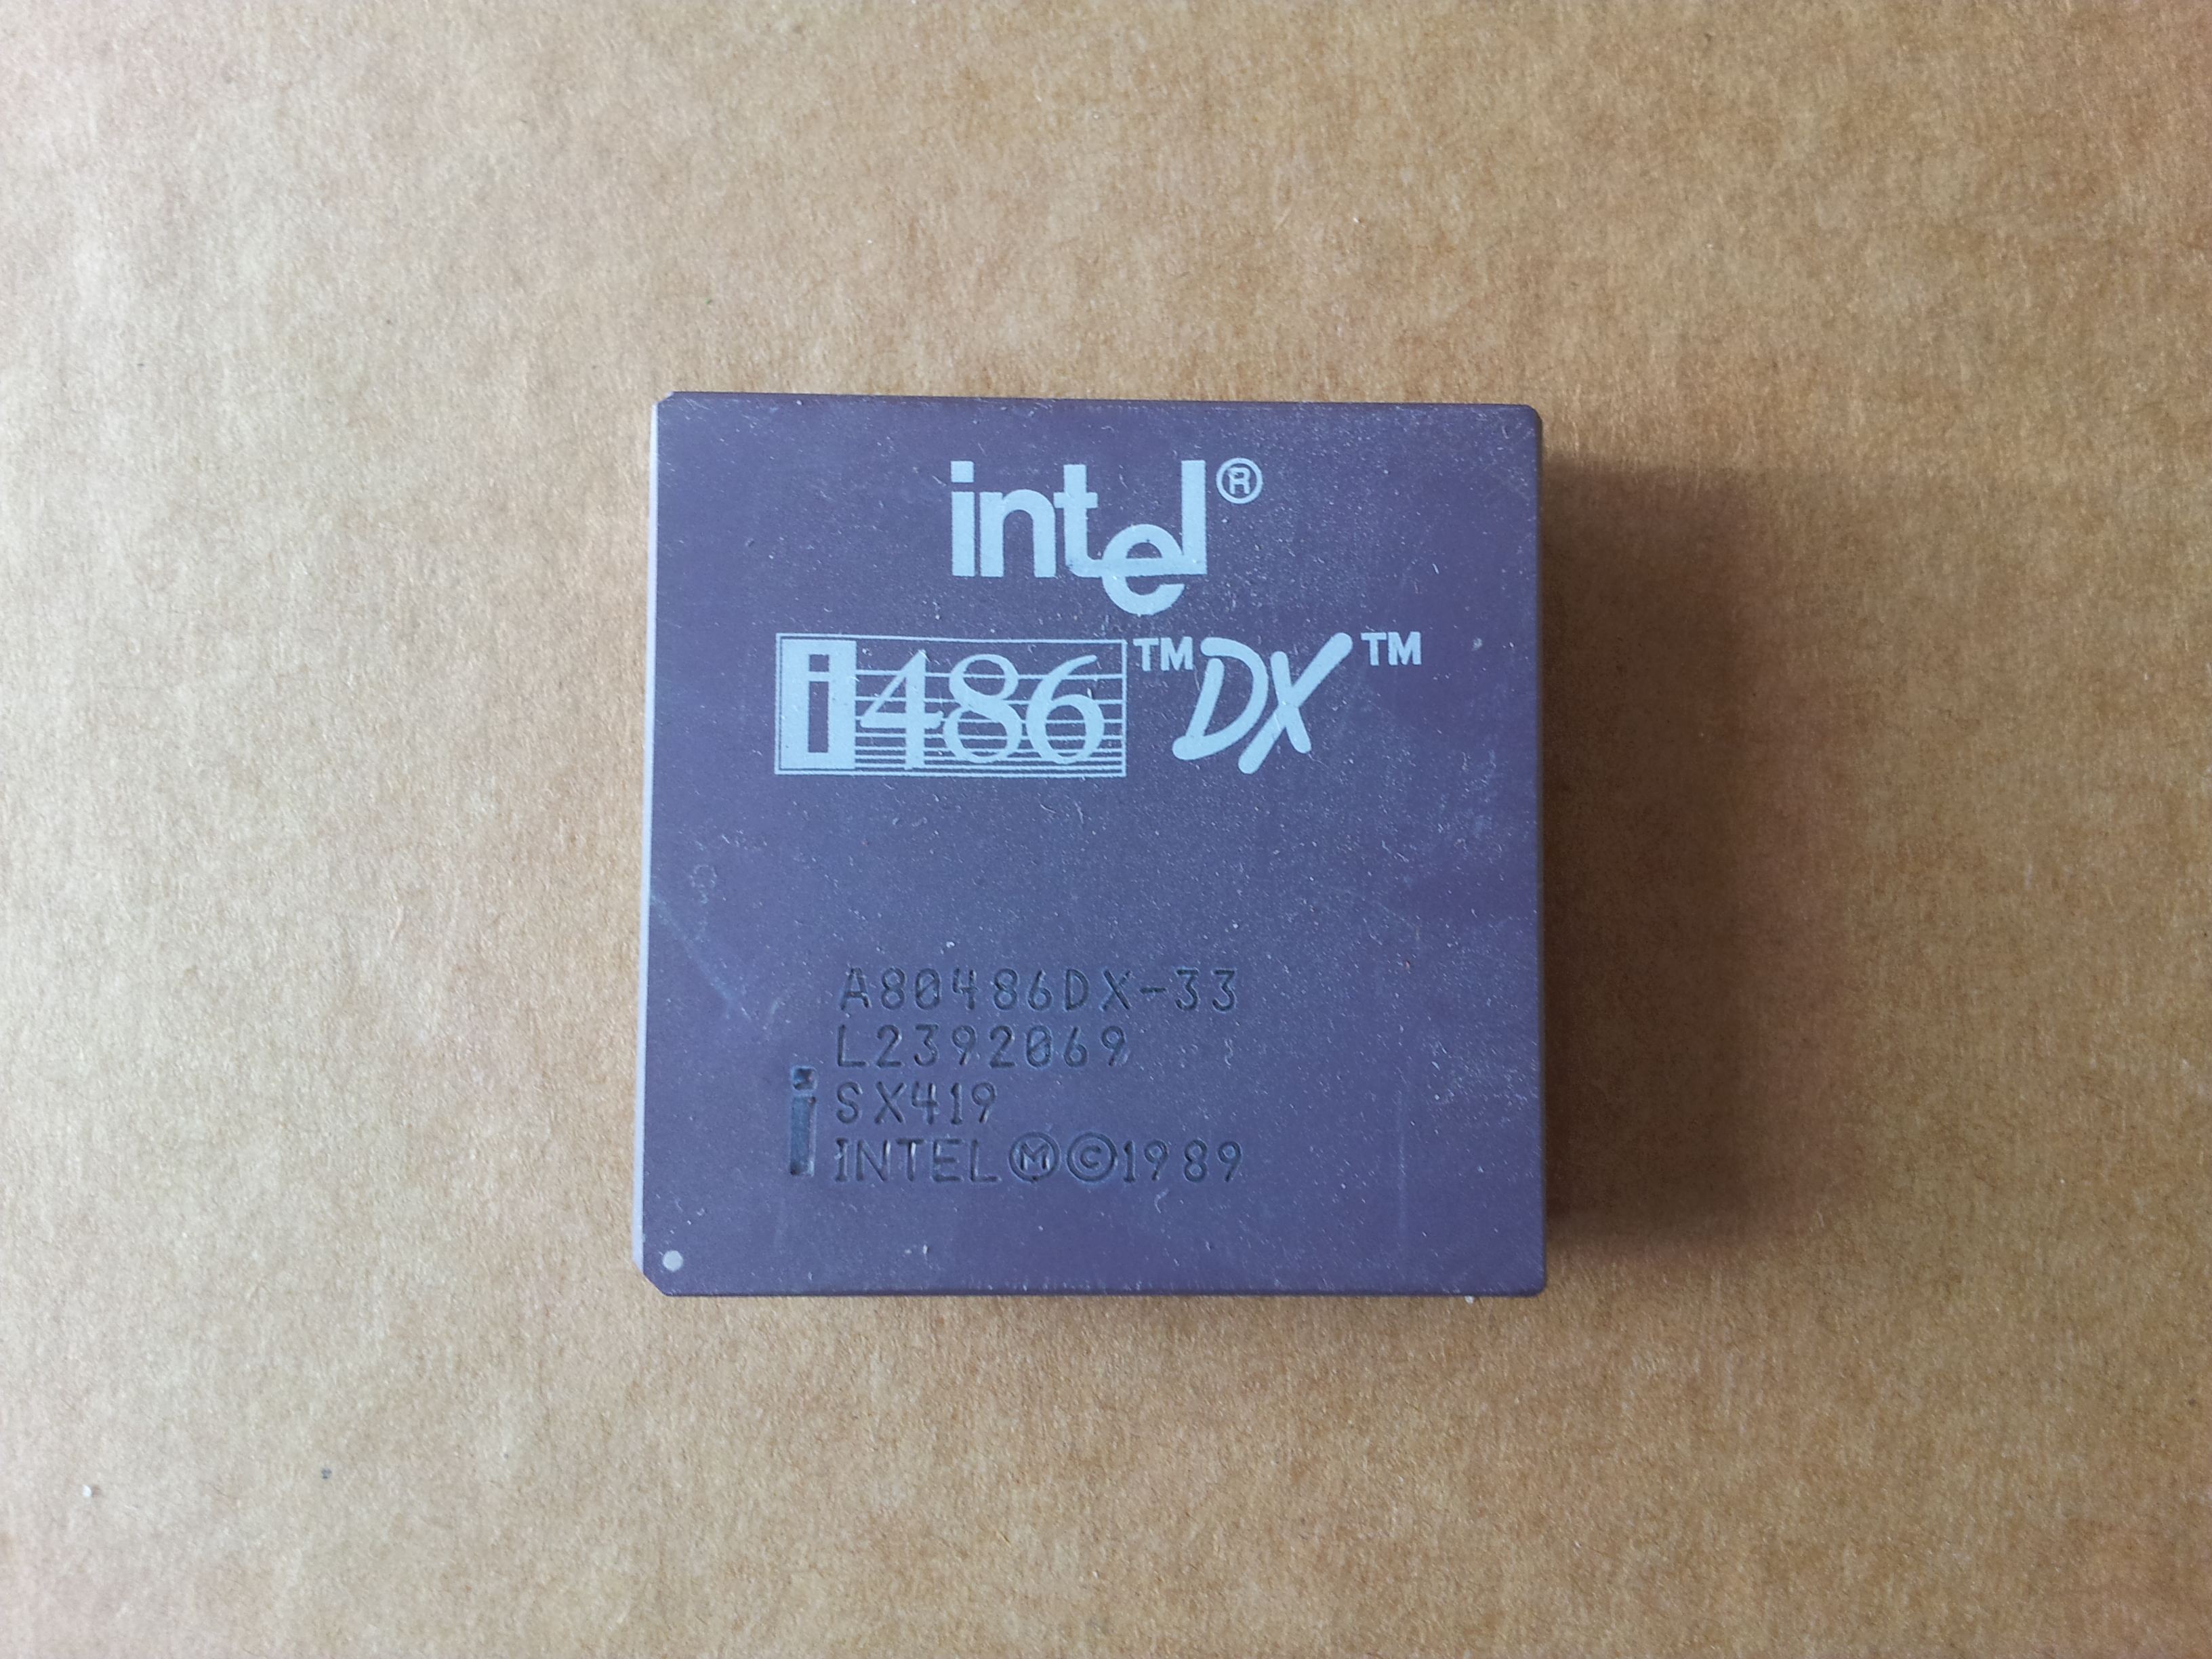 intel®
i486™ DX™
A80486DX-33
L2392069
SX419
i INTEL Ⓜ © 1989